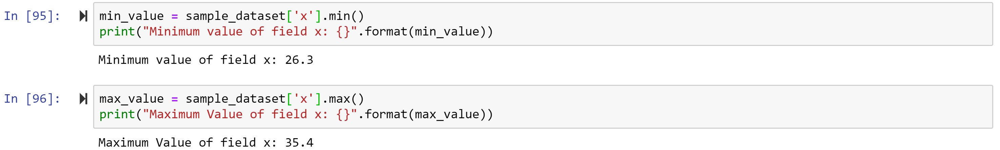 In [95]: min_value = sample_dataset['x'].min()
print("Minimum value of field x: {}".format(min_value))
Minimum value of field x: 26.3
In [96]: max_value = sample_dataset['x'].max()
print("Maximum Value of field x: {}".format(max_value))
Maximum Value of field x: 35.4